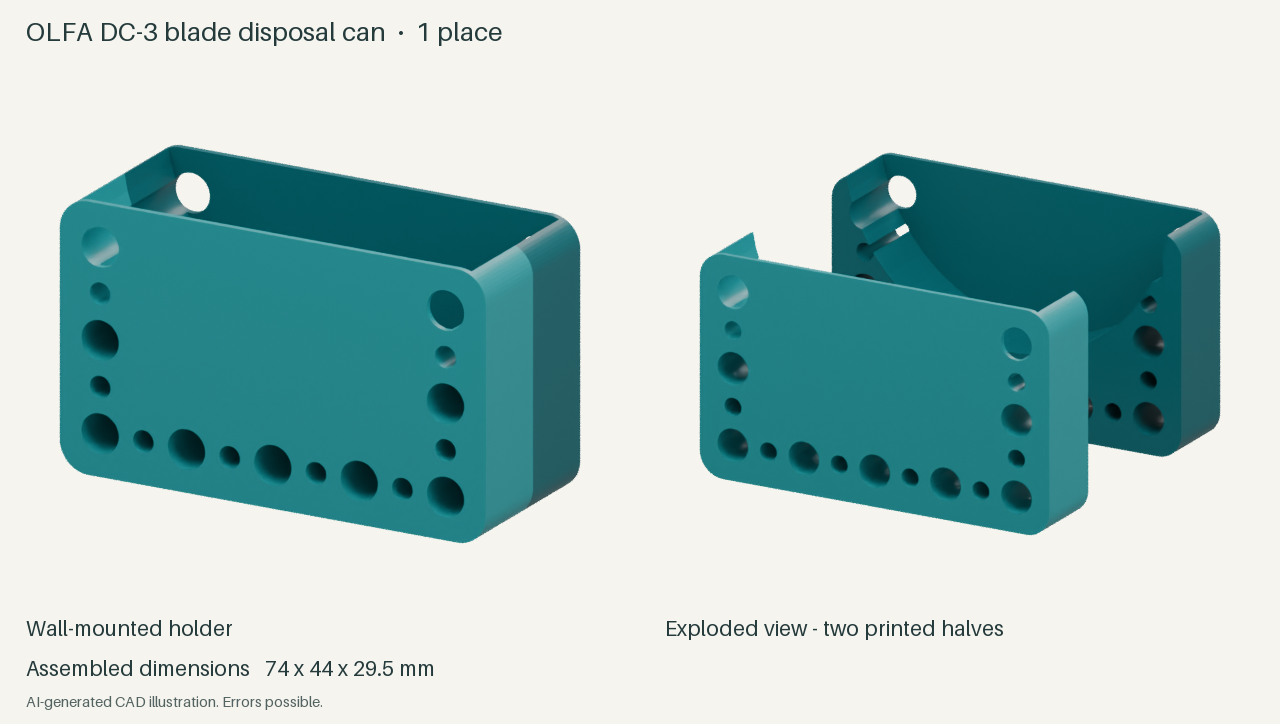 OLFA DC-3 blade disposal can · 1 place
Wall-mounted holder
Exploded view - two printed halves
Assembled dimensions 74 x 44 x 29.5 mm
AI-generated CAD illustration. Errors possible.